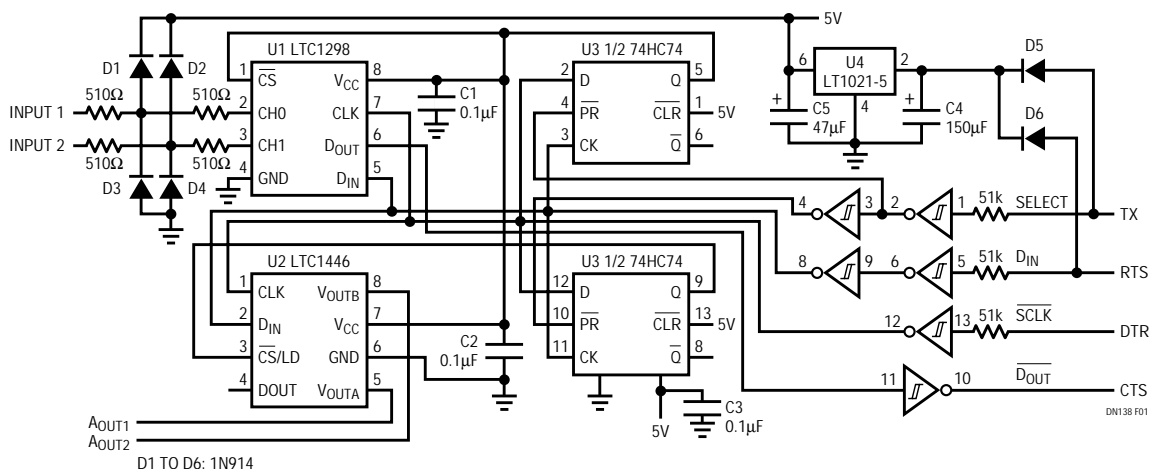 5V
U1 LTC1298
U3 1/2 74HC74
U4
LT1021-5
6
2
4
D5
D6
D1
D2
D3
D4
510Ω
510Ω
510Ω
510Ω
INPUT 1
INPUT 2
1 CS
2 CH0
3 CH1
4 GND
VCC 8
CLK 7
DOUT 6
DIN 5
C1
0.1µF
2 D
4 PR
3 CK
Q 5
CLR 1 5V
Q 6
+
C5
47µF
+
C4
150µF
4
3
2
1
51k
SELECT
TX
8
9
6
5
51k
DIN
RTS
12
13
51k
SCLK
DTR
11
10
DOUT
CTS
U2 LTC1446
1 CLK
2 DIN
3 CS/LD
4 DOUT
VOUTB 8
VCC 7
GND 6
VOUTA 5
C2
0.1µF
U3 1/2 74HC74
12 D
10 PR
11 CK
Q 9
CLR 13 5V
Q 8
5V
C3
0.1µF
AOUT1
AOUT2
D1 TO D6: 1N914
DN138 F01